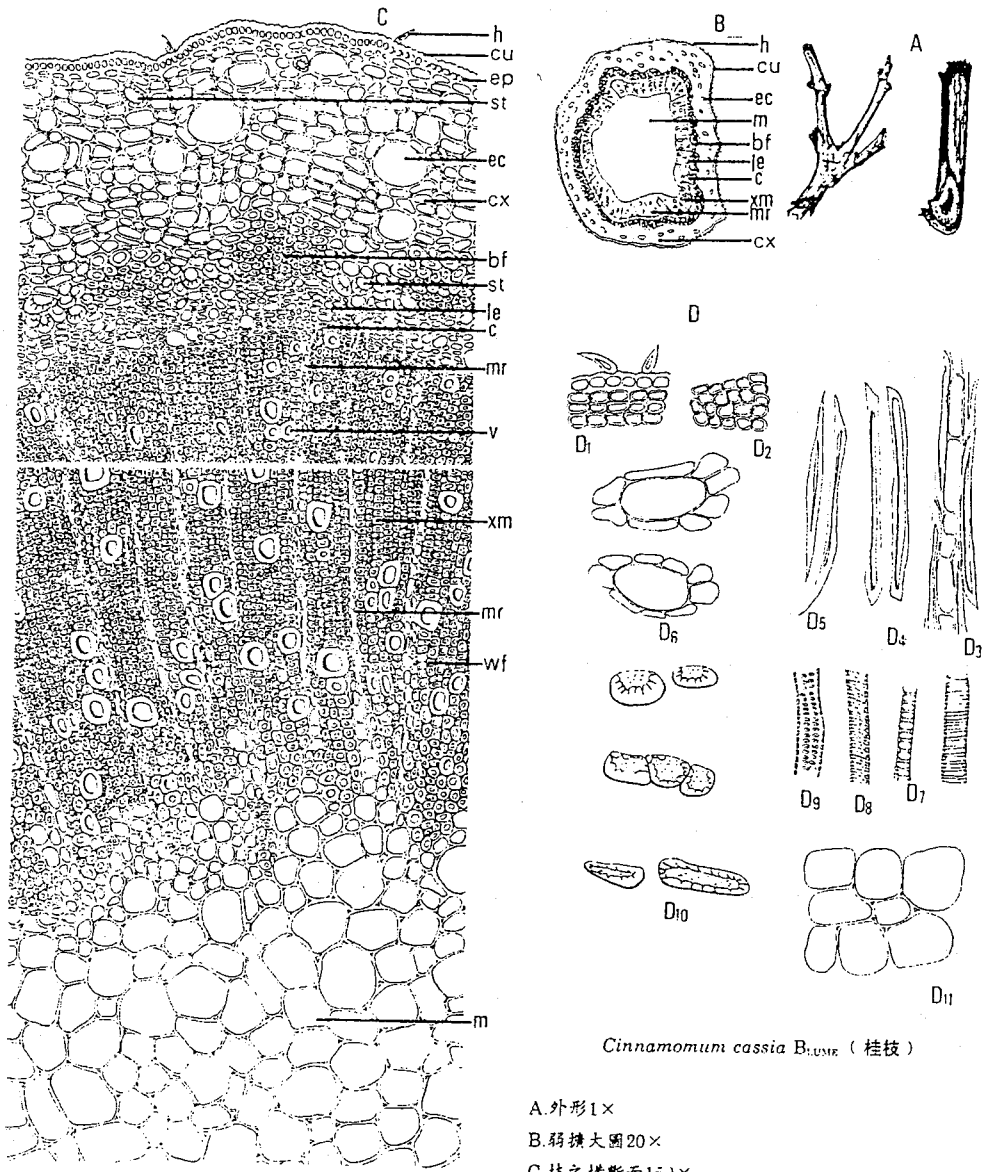 C
h
cu
ep
st
ec
cx
bf
st
le
c
mr
v
xm
mr
wf
m
B
h
cu
ec
m
bf
le
c
xm
mr
cx
A
D
D1
D2
D6
D5
D4
D3
D9
D8
D7
D10
D11
Cinnamomum cassia BLUME（桂枝）
A.外形1×
B.弱擴大圖20×